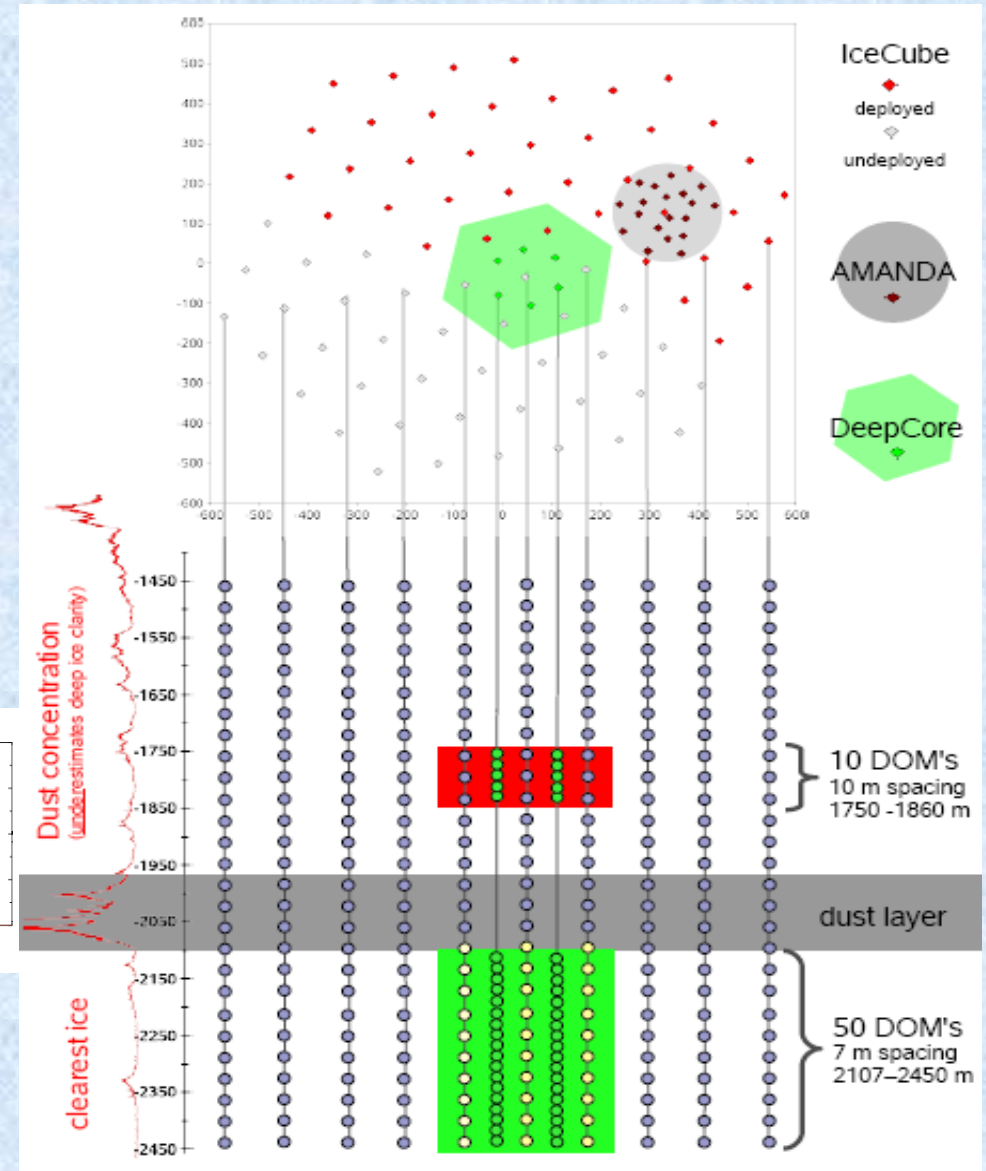 600
500
400
300
200
100
0
-100
-200
-300
-400
-500
-600
-600 -500 -400 -300 -200 -100 0 100 200 300 400 500 600
IceCube
deployed
undeployed
AMANDA
DeepCore
Dust concentration
(underestimates deep ice clarity)
clearest ice
-1450
-1550
-1650
-1750
-1850
-1950
-2050
-2150
-2250
-2350
-2450
10 DOM's
10 m spacing
1750 -1860 m
dust layer
50 DOM's
7 m spacing
2107–2450 m